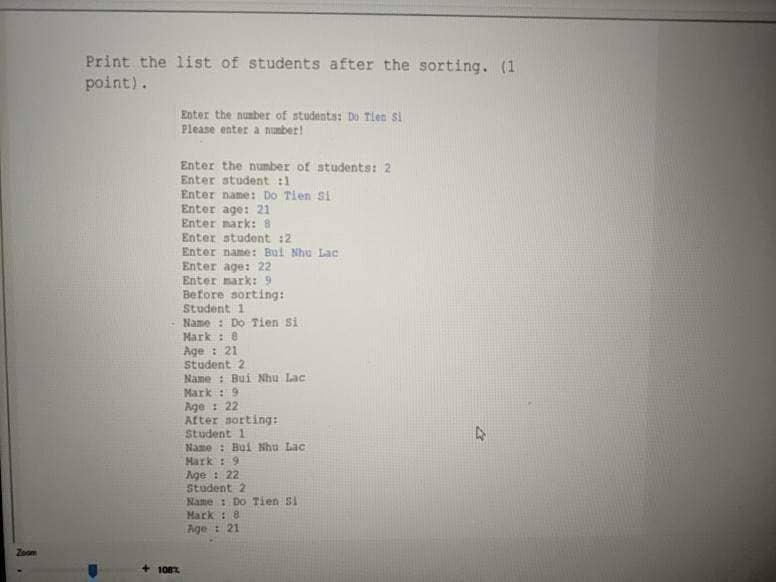 Print the list of students after the sorting. (1
point).
Enter the number of students: Do Tien Si
Please enter a number!
Enter the number of students: 2
Enter student :1
Enter name: Do Tien Si
Enter age: 21
Enter mark: 8
Enter student :2
Enter name: Bui Nhu Lac
Enter age: 22
Enter mark: 9
Before sorting:
Student 1
Name : Do Tien Si
Mark : 8
Age : 21
Student 2
Name : Bui Nhu Lac
Mark : 9
Age : 22
After sorting:
Student 1
Name : Bui Nhu Lac
Mark : 9
Age : 22
Student 2
Name : Do Tien Si
Mark : 8
Age : 21
Zoom
- + 108%